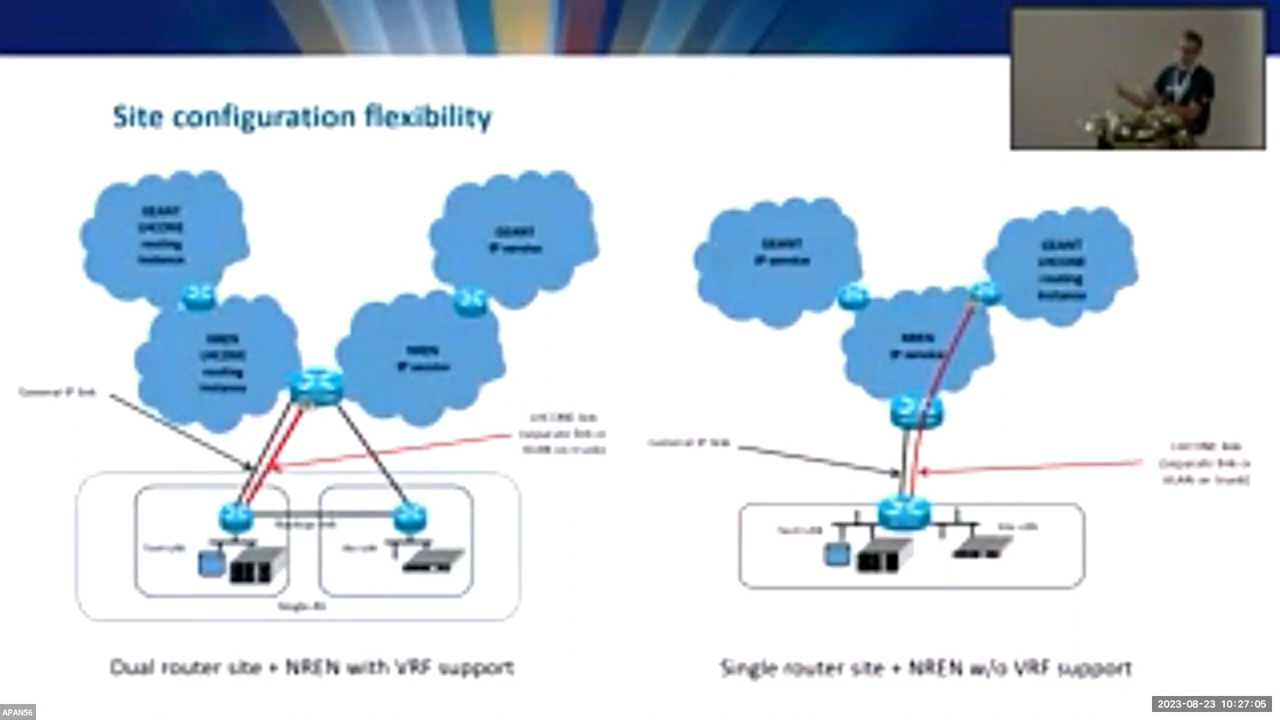 Site configuration flexibility
GEANT
LHCONE
routing
instance
GEANT
IP service
NREN
LHCONE
routing
instance
NREN
IP service
General IP link
LHCONE link
(separate link or
VLAN on trunk)
Backup link
Single AS
Dual router site + NREN with VRF support
GEANT
IP service
GEANT
LHCONE
routing
instance
NREN
IP service
General IP link
LHCONE link
(separate link or
VLAN on trunk)
Single router site + NREN w/o VRF support
APAN56
2023-08-23 10:27:05